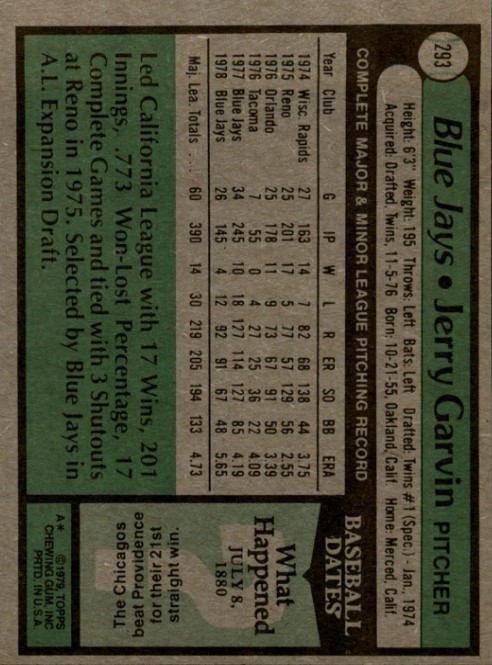 293
Blue Jays • Jerry Garvin PITCHER
Height: 6'3" Weight: 195 Throws: Left Bats: Left Drafted: Twins #1 (Spec.) - Jan., 1974
Acquired: Drafted, Twins, 11-5-76 Born: 10-21-55, Oakland, Calif. Home: Merced, Calif.
COMPLETE MAJOR & MINOR LEAGUE PITCHING RECORD
Year Club G IP W L R ER SO BB ERA
1974 Wisc. Rapids 27 163 14 7 82 68 138 44 3.75
1975 Reno 25 201 17 5 77 57 129 56 2.55
1976 Orlando 25 178 11 9 73 67 91 50 3.39
1976 Tacoma 7 55 0 4 27 25 36 22 4.09
1977 Blue Jays 34 245 10 18 127 114 127 85 4.19
1978 Blue Jays 26 145 4 12 92 91 67 48 5.65
Maj. Lea. Totals .... 60 390 14 30 219 205 194 133 4.73
Led California League with 17 Wins, 201
Innings, .773 Won-Lost Percentage, 17
Complete Games and tied with 3 Shutouts
at Reno in 1975. Selected by Blue Jays in
A.L. Expansion Draft.
BASEBALL
DATES
What
Happened
JULY 8,
1880
The Chicagos
beat Providence
for their 21st
straight win.
A* ©1979 TOPPS
CHEWING GUM, INC
PRTD. IN U.S.A.